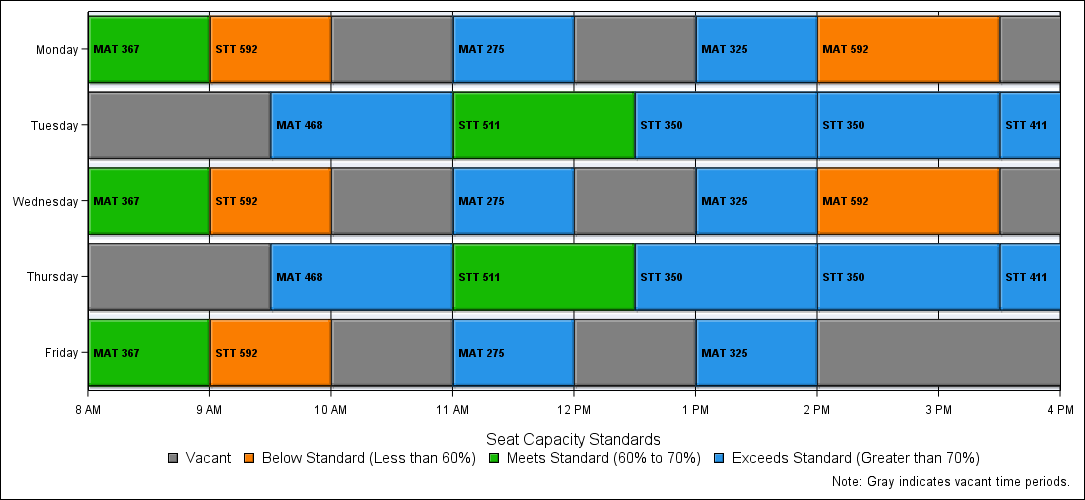 Monday MAT 367 STT 592 MAT 275 MAT 325 MAT 592
Tuesday MAT 468 STT 511 STT 350 STT 350 STT 411
Wednesday MAT 367 STT 592 MAT 275 MAT 325 MAT 592
Thursday MAT 468 STT 511 STT 350 STT 350 STT 411
Friday MAT 367 STT 592 MAT 275 MAT 325
8 AM 9 AM 10 AM 11 AM 12 PM 1 PM 2 PM 3 PM 4 PM
Seat Capacity Standards
Vacant Below Standard (Less than 60%) Meets Standard (60% to 70%) Exceeds Standard (Greater than 70%)
Note: Gray indicates vacant time periods.